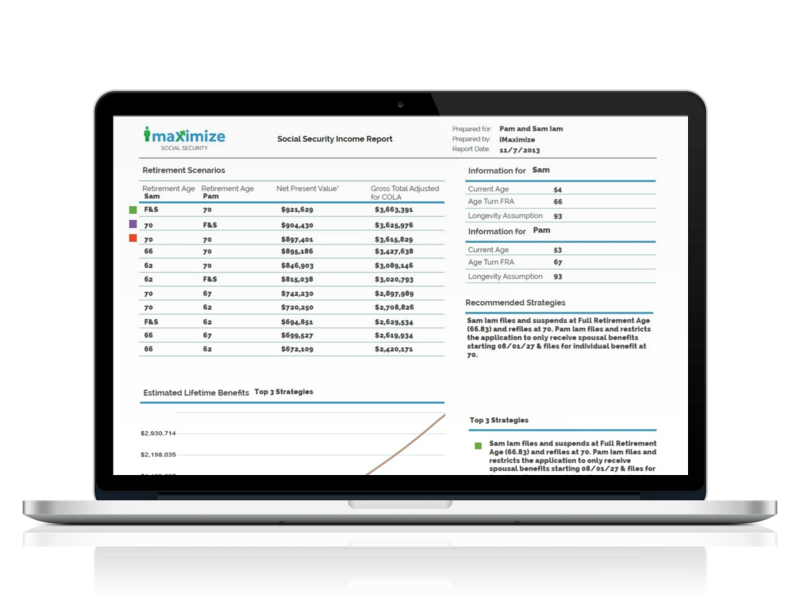 imaximize
SOCIAL SECURITY
Social Security Income Report
Prepared for: Pam and Sam Iam
Prepared by: iMaximize
Report Date: 11/7/2013
Retirement Scenarios
Retirement Age Retirement Age Net Present Value* Gross Total Adjusted
Sam Pam for COLA
F&S 70 $921,629 $3,663,391
70 F&S $904,430 $3,625,976
70 70 $897,401 $3,615,829
66 70 $895,186 $3,427,638
62 70 $846,903 $3,089,146
62 F&S $815,038 $3,020,793
70 67 $742,230 $2,897,989
70 62 $720,250 $2,708,826
F&S 62 $694,851 $2,629,534
66 67 $699,527 $2,619,934
66 62 $672,109 $2,420,171
Information for Sam
Current Age 54
Age Turn FRA 66
Longevity Assumption 93
Information for Pam
Current Age 53
Age Turn FRA 67
Longevity Assumption 93
Recommended Strategies
Sam Iam files and suspends at Full Retirement Age
(66.83) and refiles at 70. Pam Iam files and restricts
the application to only receive spousal benefits
starting 08/01/27 & files for individual benefit at
70.
Estimated Lifetime Benefits Top 3 Strategies
$2,930,714
$2,198,035
Top 3 Strategies
Sam Iam files and suspends at Full Retirement
Age (66.83) and refiles at 70. Pam Iam files and
restricts the application to only receive
spousal benefits starting 08/01/27 & files for